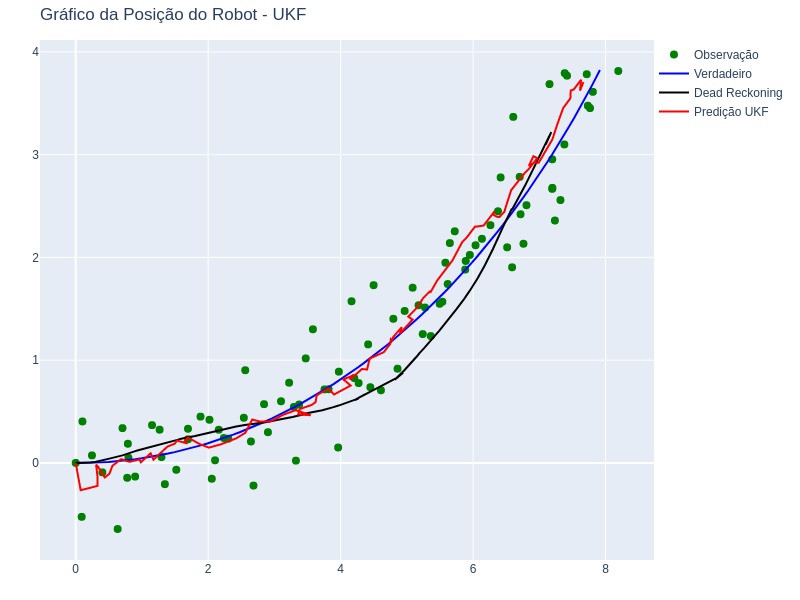 Gráfico da Posição do Robot - UKF
Observação
Verdadeiro
Dead Reckoning
Predição UKF
4
3
2
1
0
0 2 4 6 8